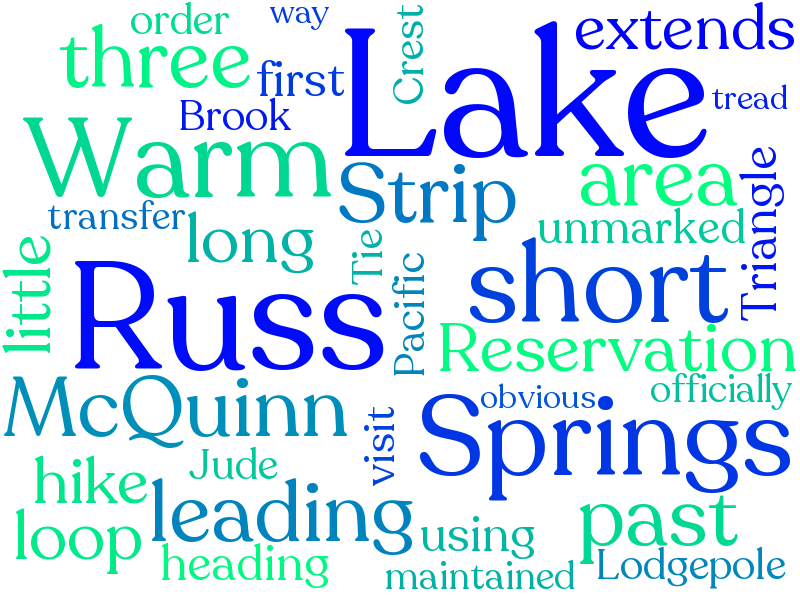 way
order
extends
three
Crest
Lake
first
tread
Brook
Warm
Strip
area
Triangle
transfer
long
unmarked
Tie
little
short
Pacific
Russ
Reservation
McQuinn
officially
obvious
Springs
visit
Jude
hike
leading
past
loop
using
heading
Lodgepole
maintained